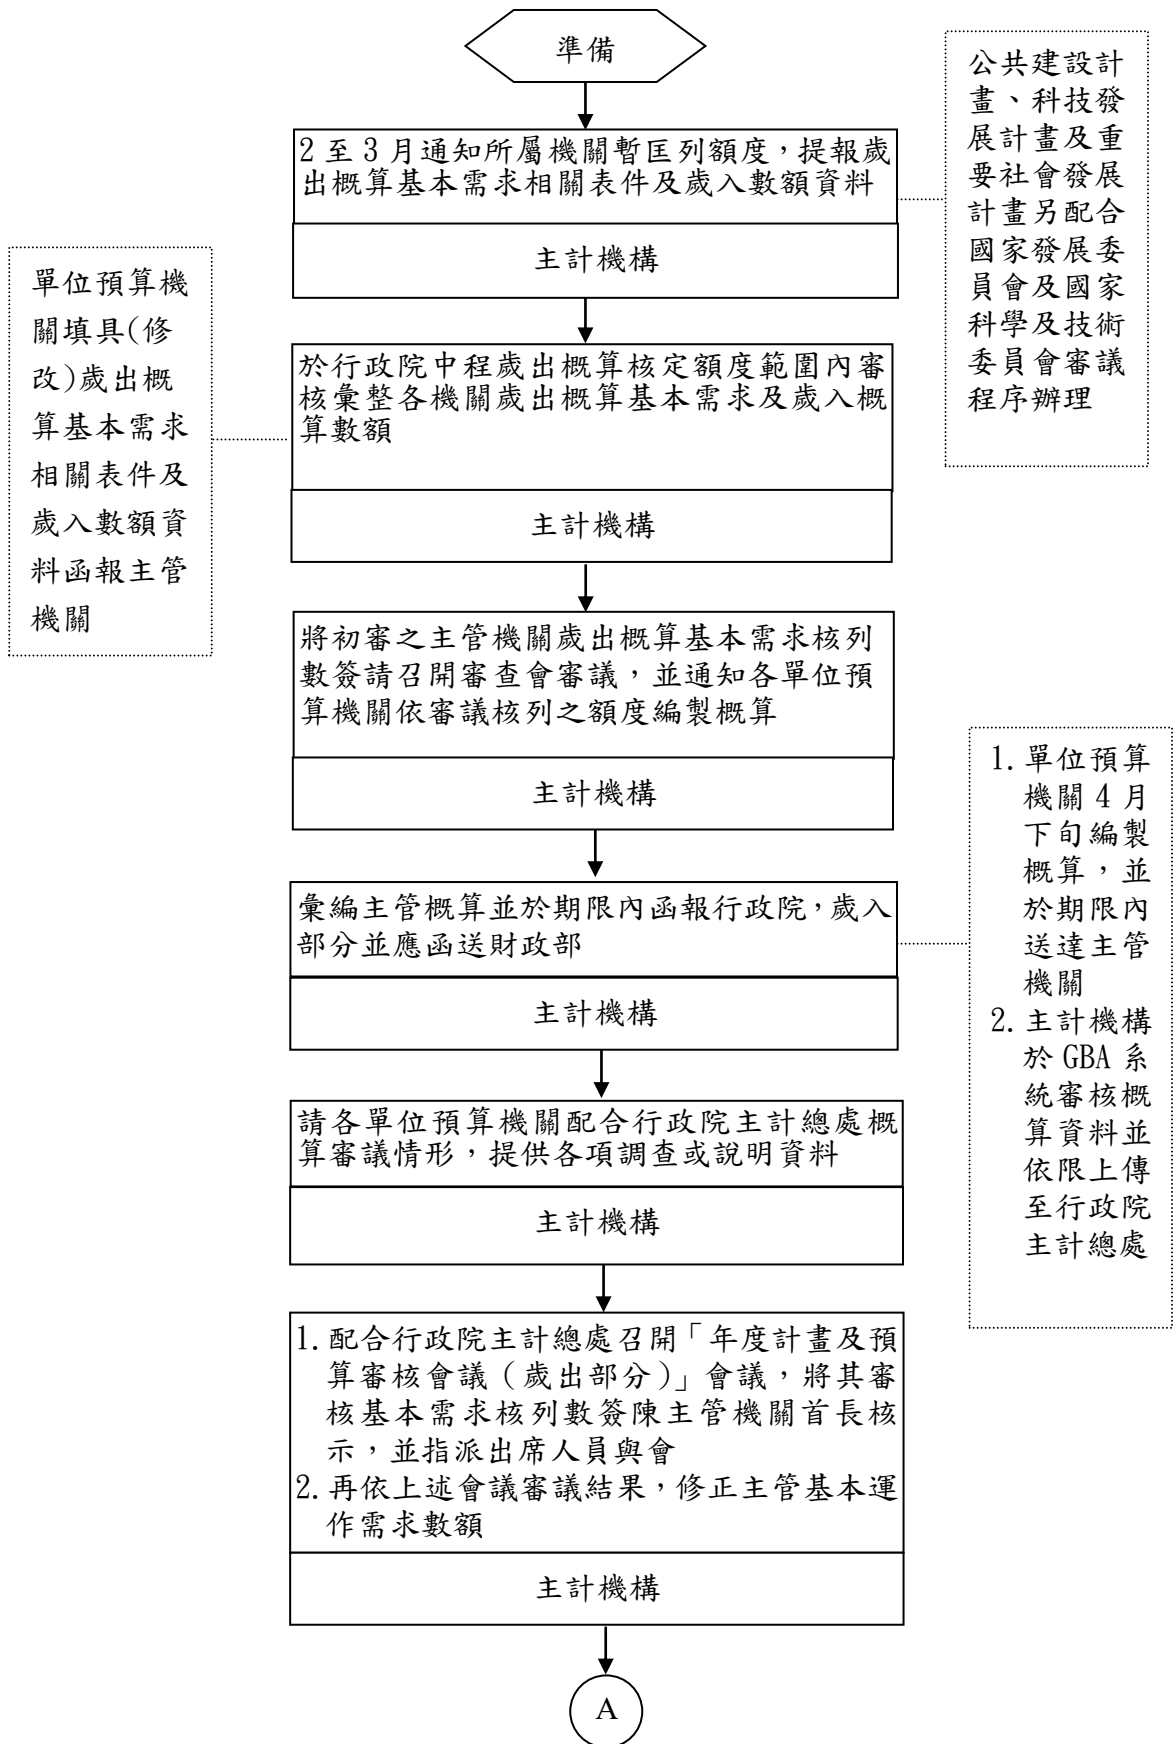 準備
公共建設計
畫、科技發
展計畫及重
要社會發展
計畫另配合
國家發展委
員會及國家
科學及技術
委員會審議
程序辦理
2 至 3 月通知所屬機關暫匡列額度，提報歲
出概算基本需求相關表件及歲入數額資料
主計機構
單位預算機
關填具(修
改)歲出概
算基本需求
相關表件及
歲入數額資
料函報主管
機關
於行政院中程歲出概算核定額度範圍內審
核彙整各機關歲出概算基本需求及歲入概
算數額
主計機構
將初審之主管機關歲出概算基本需求核列
數簽請召開審查會審議，並通知各單位預
算機關依審議核列之額度編製概算
主計機構
彙編主管概算並於期限內函報行政院，歲入
部分並應函送財政部
主計機構
1. 單位預算
機關 4 月
下旬編製
概算，並
於期限內
送達主管
機關
2. 主計機構
於 GBA 系
統審核概
算資料並
依限上傳
至行政院
主計總處
請各單位預算機關配合行政院主計總處概
算審議情形，提供各項調查或說明資料
主計機構
1. 配合行政院主計總處召開「年度計畫及預
算審核會議（歲出部分）」會議，將其審
核基本需求核列數簽陳主管機關首長核
示，並指派出席人員與會
2. 再依上述會議審議結果，修正主管基本運
作需求數額
主計機構
A